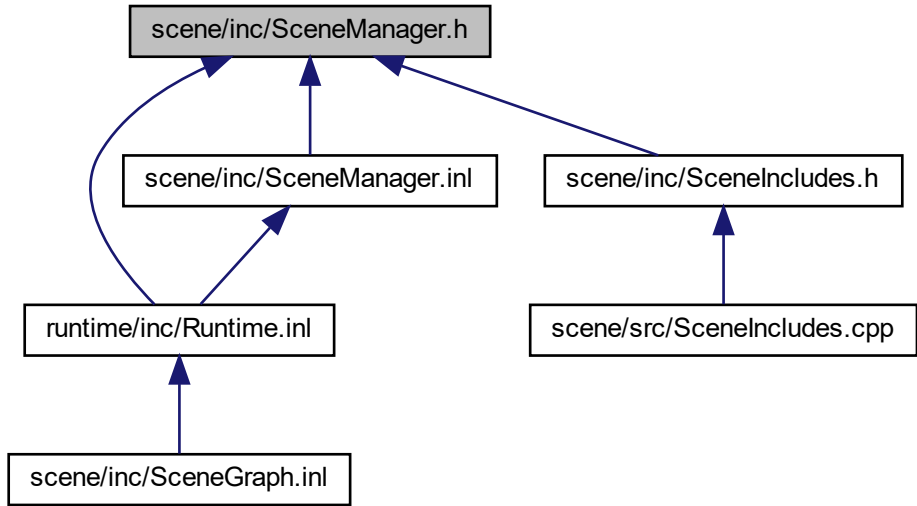 scene/inc/SceneManager.h
scene/inc/SceneManager.inl
scene/inc/SceneIncludes.h
runtime/inc/Runtime.inl
scene/src/SceneIncludes.cpp
scene/inc/SceneGraph.inl